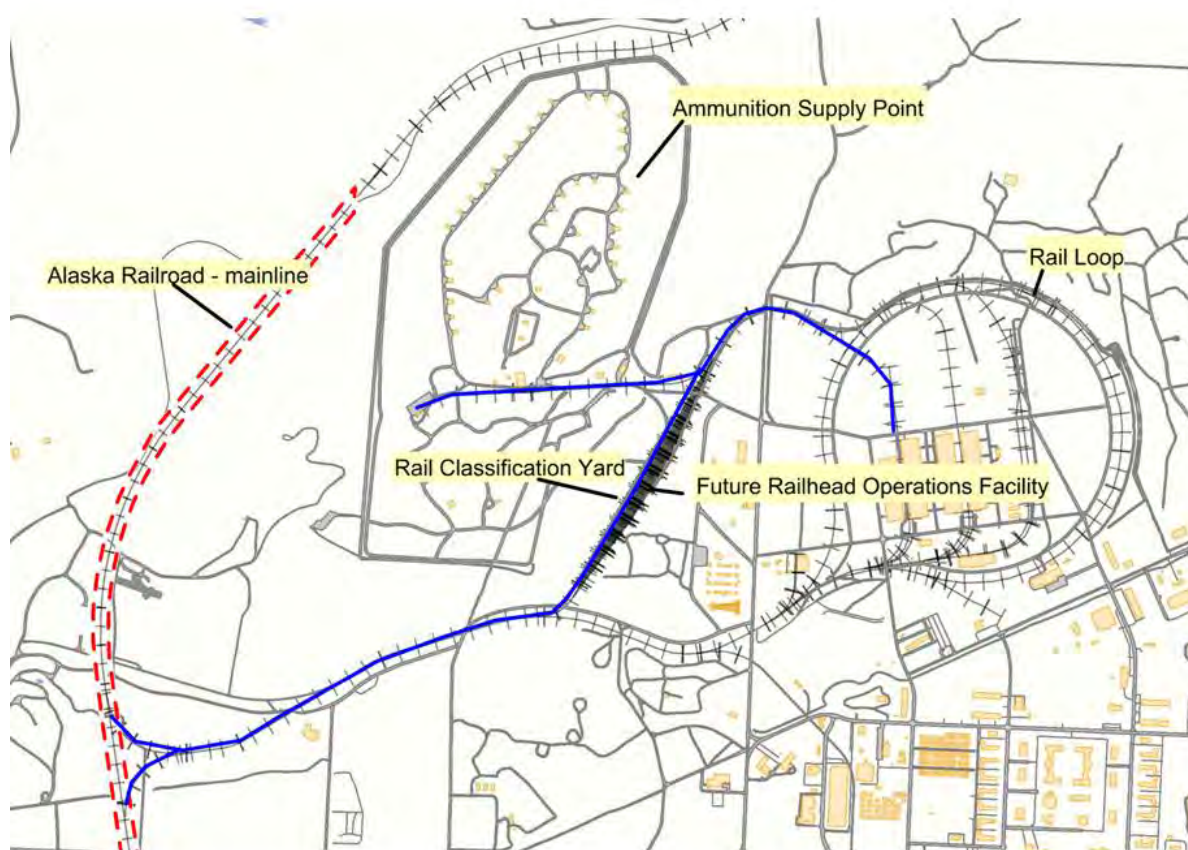 Ammunition Supply Point
Rail Loop
Alaska Railroad - mainline
Rail Classification Yard
Future Railhead Operations Facility